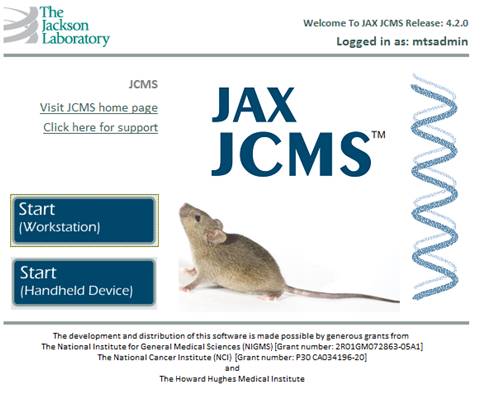 The
Jackson
Laboratory
Welcome To JAX JCMS Release: 4.2.0
Logged in as: mtsadmin
JCMS
Visit JCMS home page
Click here for support
JAX
JCMS™
Start
(Workstation)
Start
(Handheld Device)
The development and distribution of this software is made possible by generous grants from
The National Institute for General Medical Sciences (NIGMS) [Grant number: 2R01GM072863-05A1]
The National Cancer Institute (NCI) [Grant number: P30 CA034196-20]
and
The Howard Hughes Medical Institute